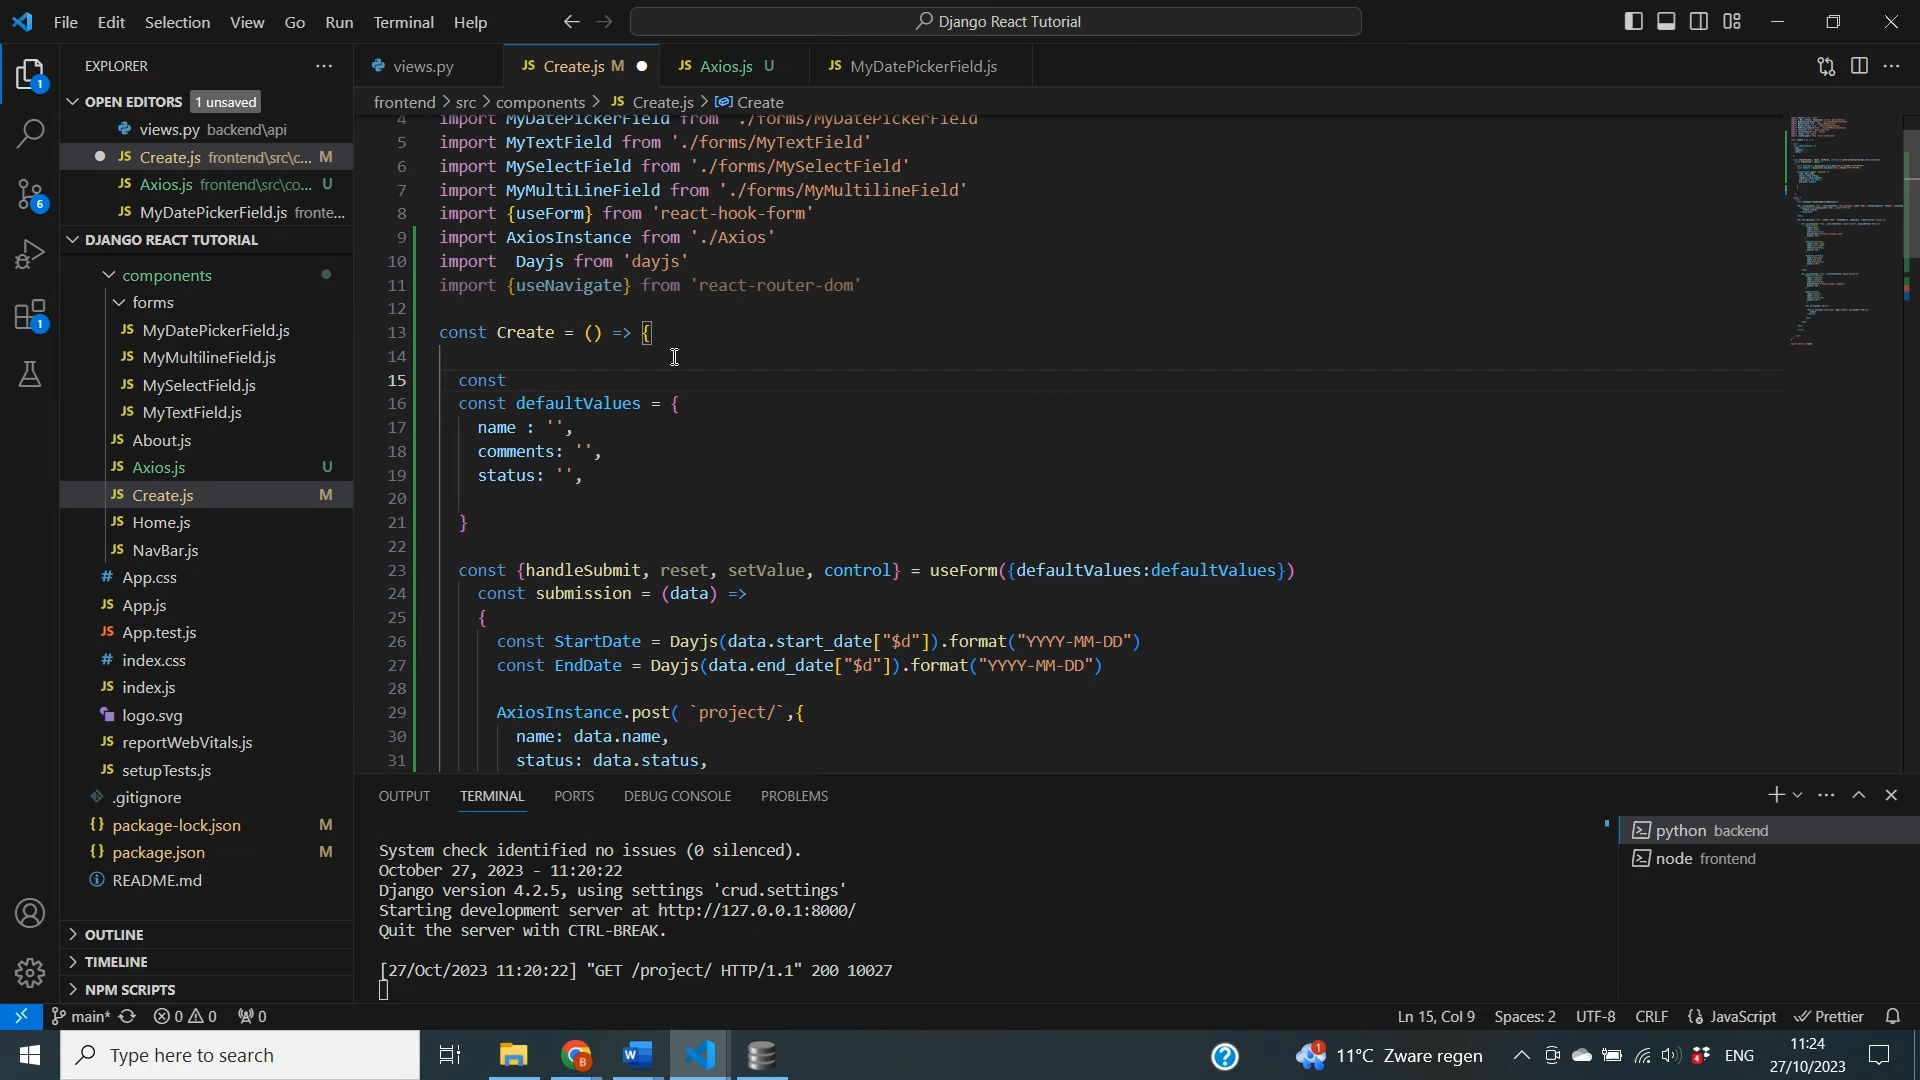 File Edit Selection View Go Run Terminal Help
Django React Tutorial
EXPLORER
OPEN EDITORS 1 unsaved
views.py backend\api
JS Create.js frontend\src\c... M
JS Axios.js frontend\src\co... U
JS MyDatePickerField.js fronte...
DJANGO REACT TUTORIAL
components
forms
JS MyDatePickerField.js
JS MyMultilineField.js
JS MySelectField.js
JS MyTextField.js
JS About.js
JS Axios.js U
JS Create.js M
JS Home.js
JS NavBar.js
# App.css
JS App.js
JS App.test.js
# index.css
JS index.js
logo.svg
JS reportWebVitals.js
JS setupTests.js
.gitignore
{} package-lock.json M
{} package.json M
README.md
OUTLINE
TIMELINE
NPM SCRIPTS
1
6
1
views.py
JS Create.js M
JS Axios.js U
JS MyDatePickerField.js
frontend > src > components > JS Create.js > Create
4 import MyDatePickerField from './forms/MyDatePickerField'
5 import MyTextField from './forms/MyTextField'
6 import MySelectField from './forms/MySelectField'
7 import MyMultiLineField from './forms/MyMultilineField'
8 import {useForm} from 'react-hook-form'
9 import AxiosInstance from './Axios'
10 import  Dayjs from 'dayjs'
11 import {useNavigate} from 'react-router-dom'
12
13 const Create = () => {
14
15 const
16 const defaultValues = {
17 name : '',
18 comments: '',
19 status: '',
20
21 }
22
23 const {handleSubmit, reset, setValue, control} = useForm({defaultValues:defaultValues})
24 const submission = (data) =>
25 {
26 const StartDate = Dayjs(data.start_date["$d"]).format("YYYY-MM-DD")
27 const EndDate = Dayjs(data.end_date["$d"]).format("YYYY-MM-DD")
28
29 AxiosInstance.post( `project/`,{
30 name: data.name,
31 status: data.status,
OUTPUT TERMINAL PORTS DEBUG CONSOLE PROBLEMS
System check identified no issues (0 silenced).
October 27, 2023 - 11:20:22
Django version 4.2.5, using settings 'crud.settings'
Starting development server at http://127.0.0.1:8000/
Quit the server with CTRL-BREAK.
[27/Oct/2023 11:20:22] "GET /project/ HTTP/1.1" 200 10027
python backend
node frontend
main* 0 0 0
Ln 15, Col 9 Spaces: 2 UTF-8 CRLF {} JavaScript Prettier
Type here to search
11°C Zware regen
ENG
11:24
27/10/2023